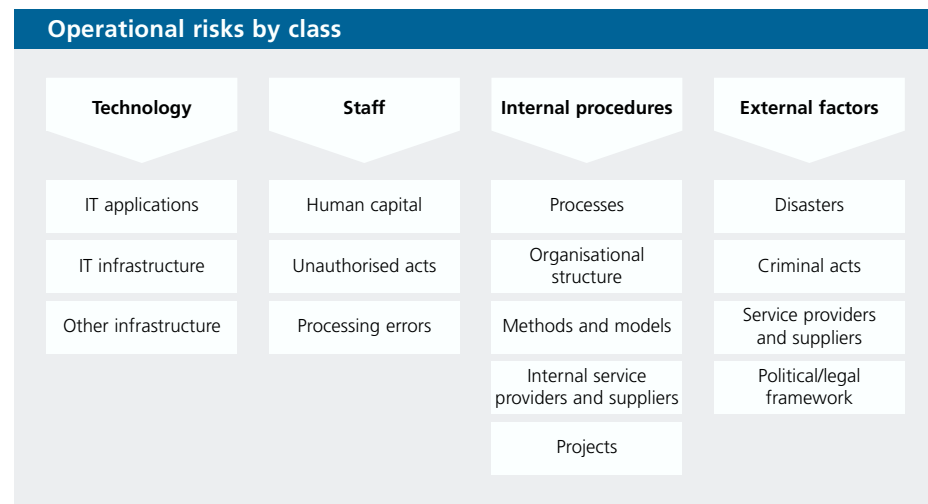 Operational risks by class
Technology
Staff
Internal procedures
External factors
IT applications
Human capital
Processes
Disasters
IT infrastructure
Unauthorised acts
Organisational
structure
Criminal acts
Other infrastructure
Processing errors
Methods and models
Service providers
and suppliers
Internal service
providers and suppliers
Political/legal
framework
Projects